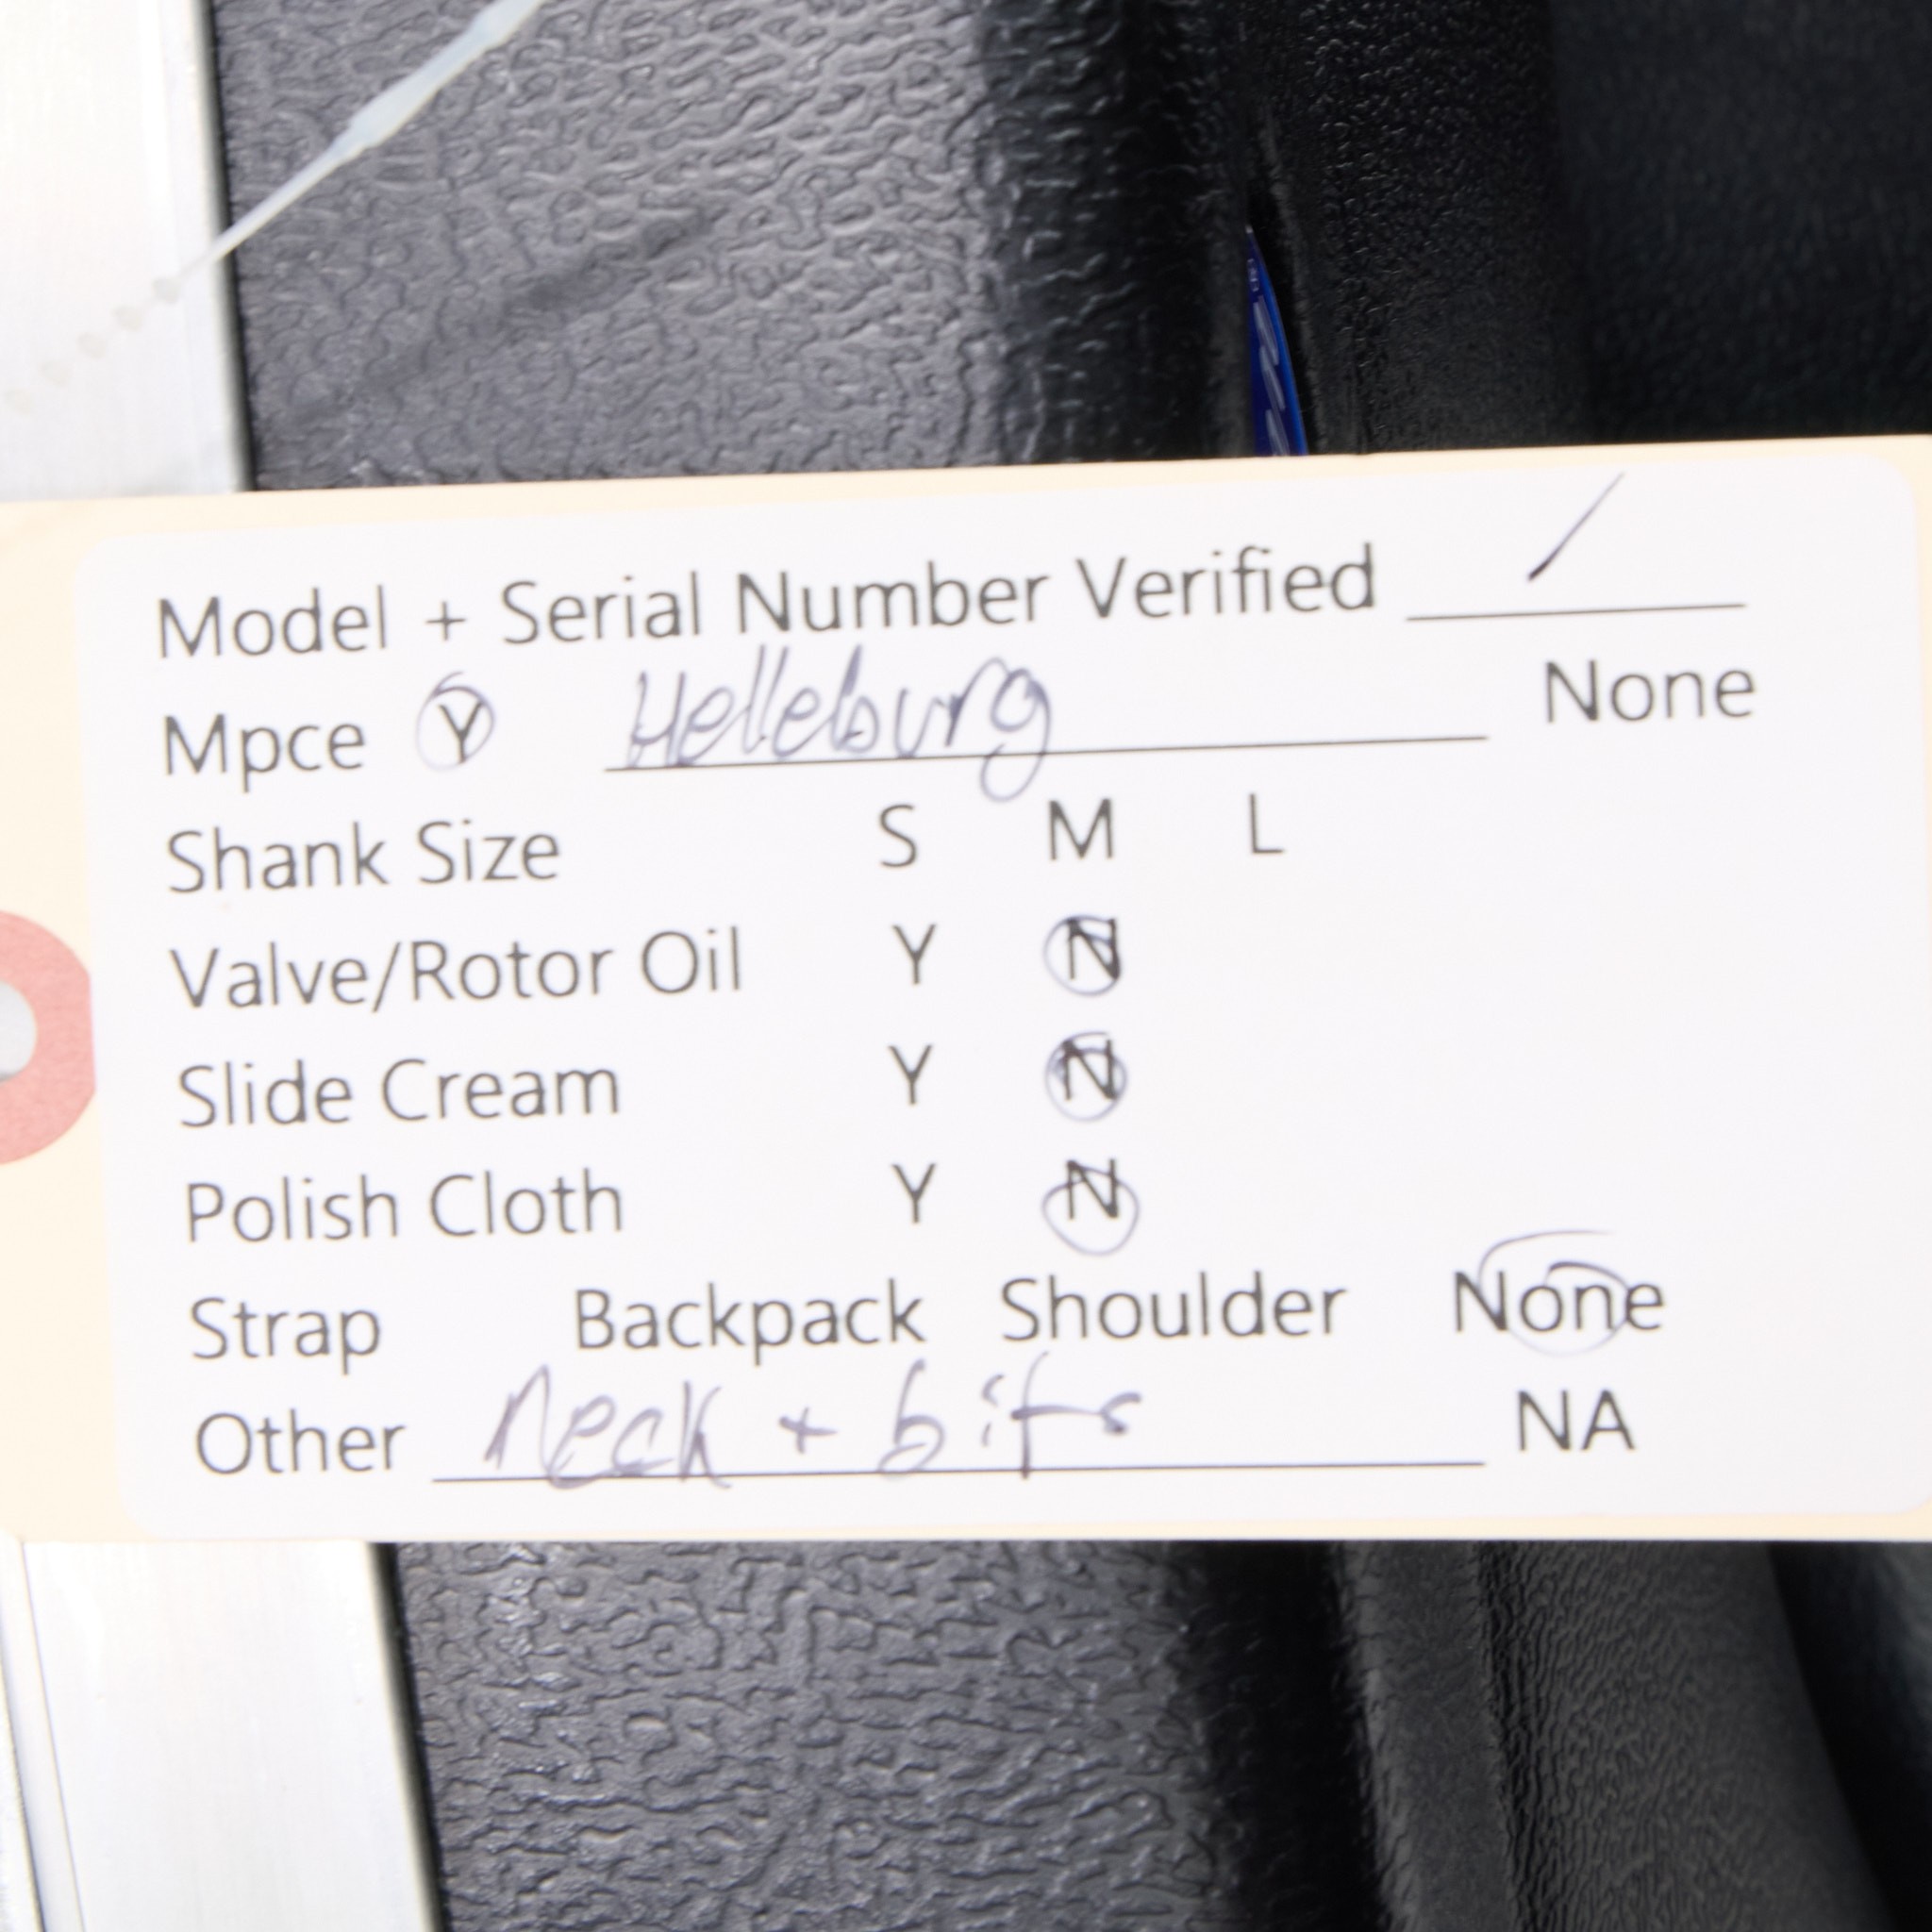 Model + Serial Number Verified /
Mpce Y Helleburg None
Shank Size S M L
Valve/Rotor Oil Y N
Slide Cream Y N
Polish Cloth Y N
Strap Backpack Shoulder None
Other Neck + bits NA